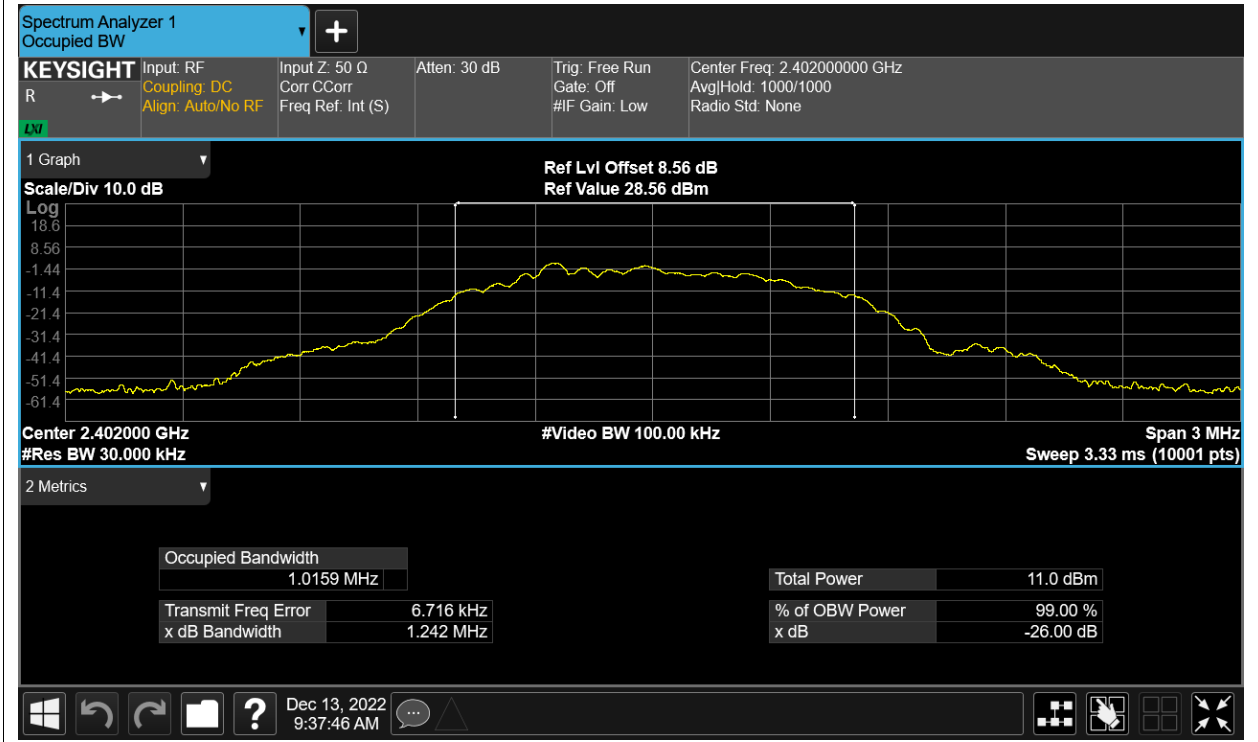 Spectrum Analyzer 1
Occupied BW
KEYSIGHT
R
LXI
Input: RF
Coupling: DC
Align: Auto/No RF
Input Z: 50 Ω
Corr CCorr
Freq Ref: Int (S)
Atten: 30 dB
Trig: Free Run
Gate: Off
#IF Gain: Low
Center Freq: 2.402000000 GHz
Avg|Hold: 1000/1000
Radio Std: None
1 Graph
Scale/Div 10.0 dB
Ref Lvl Offset 8.56 dB
Ref Value 28.56 dBm
Log
18.6
8.56
-1.44
-11.4
-21.4
-31.4
-41.4
-51.4
-61.4
Center 2.402000 GHz
#Video BW 100.00 kHz
Span 3 MHz
#Res BW 30.000 kHz
Sweep 3.33 ms (10001 pts)
2 Metrics
Occupied Bandwidth
1.0159 MHz
Total Power 11.0 dBm
Transmit Freq Error 6.716 kHz
% of OBW Power 99.00 %
x dB Bandwidth 1.242 MHz
x dB -26.00 dB
?
Dec 13, 2022
9:37:46 AM